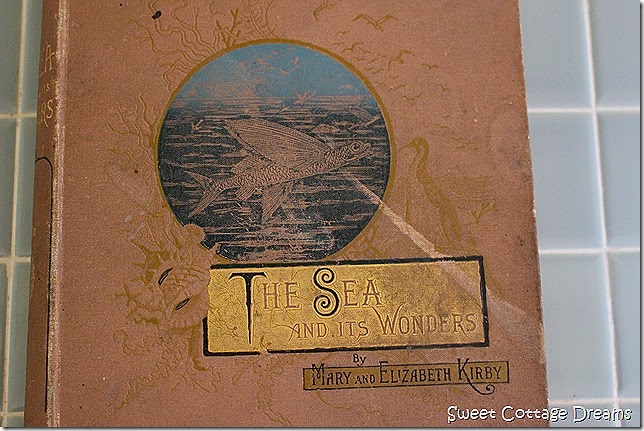 THE SEA
AND ITS WONDERS
By
MARY AND ELIZABETH KIRBY
Sweet Cottage Dreams